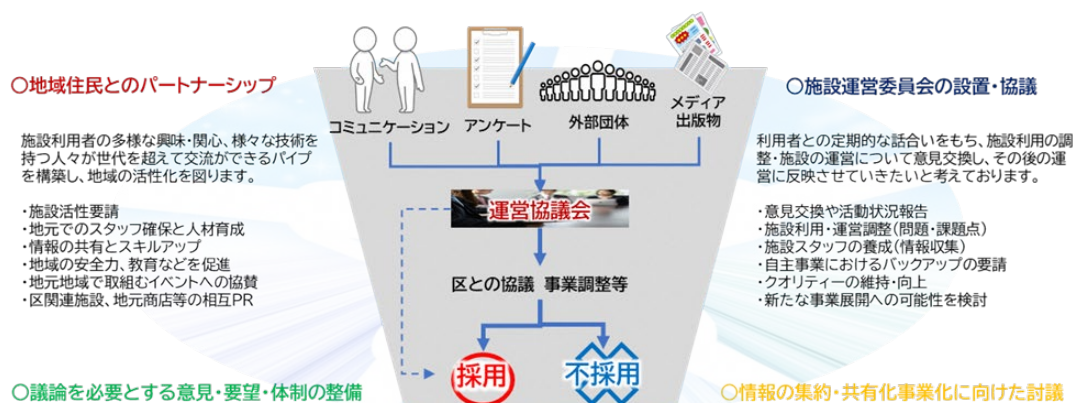 〇地域住民とのパートナーシップ
施設利用者の多様な興味・関心、様々な技術を
持つ人々が世代を超えて交流ができるパイプ
を構築し、地域の活性化を図ります。
・施設活性要請
・地元でのスタッフ確保と人材育成
・情報の共有とスキルアップ
・地域の安全力、教育などを促進
・地元地域で取組むイベントへの協賛
・区関連施設、地元商店等の相互PR
〇議論を必要とする意見・要望・体制の整備
コミュニケーション
アンケート
外部団体
メディア
出版物
運営協議会
区との協議 事業調整等
採用
不採用
〇施設運営委員会の設置・協議
利用者との定期的な話合いをもち、施設利用の調
整・施設の運営について意見交換し、その後の運
営に反映させていきたいと考えております。
・意見交換や活動状況報告
・施設利用・運営調整(問題・課題点)
・施設スタッフの養成(情報収集)
・自主事業におけるバックアップの要請
・クオリティーの維持・向上
・新たな事業展開への可能性を検討
〇情報の集約・共有化事業化に向けた討議